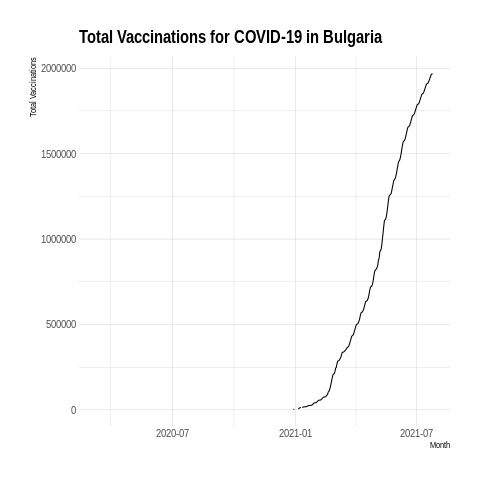 Total Vaccinations for COVID-19 in Bulgaria
Total Vaccinations
2000000
1500000
1000000
500000
0
2020-07 2021-01 2021-07
Month